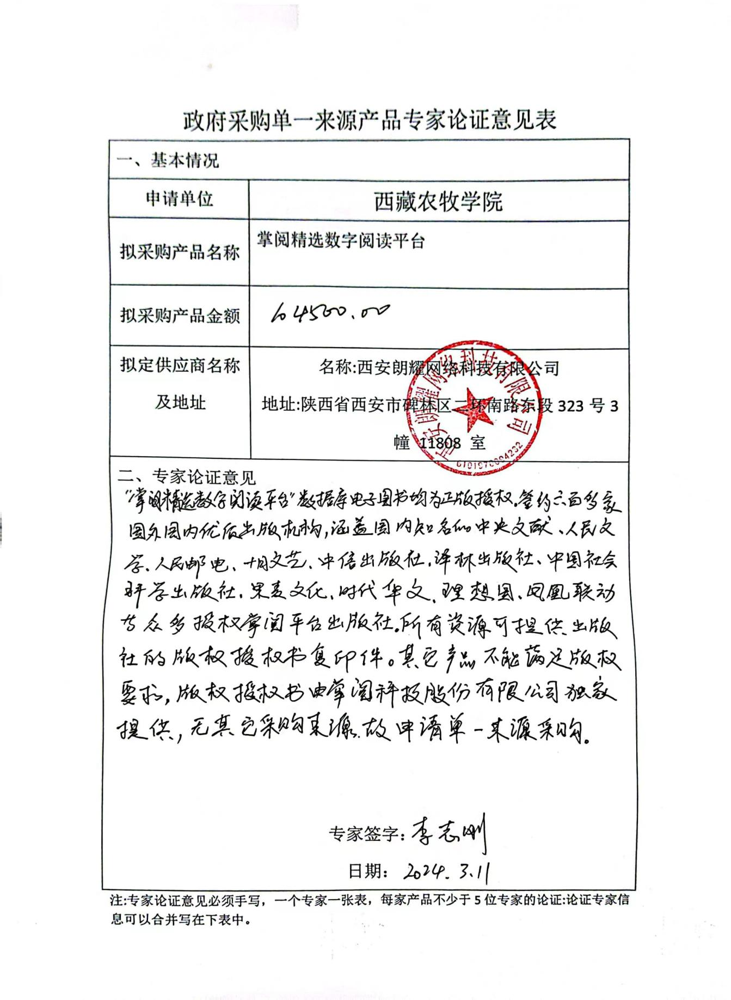 政府采购单一来源产品专家论证意见表
一、基本情况
申请单位
西藏农牧学院
拟采购产品名称
掌阅精选数字阅读平台
拟采购产品金额
64500.00
拟定供应商名称
及地址
名称:西安朗耀网络科技有限公司
地址:陕西省西安市碑林区二环南路东段 323 号 3
幢 11808 室
西安朗耀网络科技有限公司
二、专家论证意见
“掌阅精选数字阅读平台”数据库电子图书均为正版授权。签约六百多家
国外国内优质出版机构,涵盖国内知名的中央文献、人民文
学、人民邮电、十月文艺、中信出版社、译林出版社、中国社会
科学出版社、果麦文化、时代华文、理想国、凤凰联动
等众多授权掌阅平台出版社。所有资源可提供出版
社的版权授权书复印件。其它产品不能满足版权
要求,版权授权书由掌阅科技股份有限公司独家
提供,无其它采购来源.故申请单一来源采购。
专家签字: 李志刚
日期: 2024.3.11
注:专家论证意见必须手写，一个专家一张表，每家产品不少于 5 位专家的论证:论证专家信
息可以合并写在下表中。